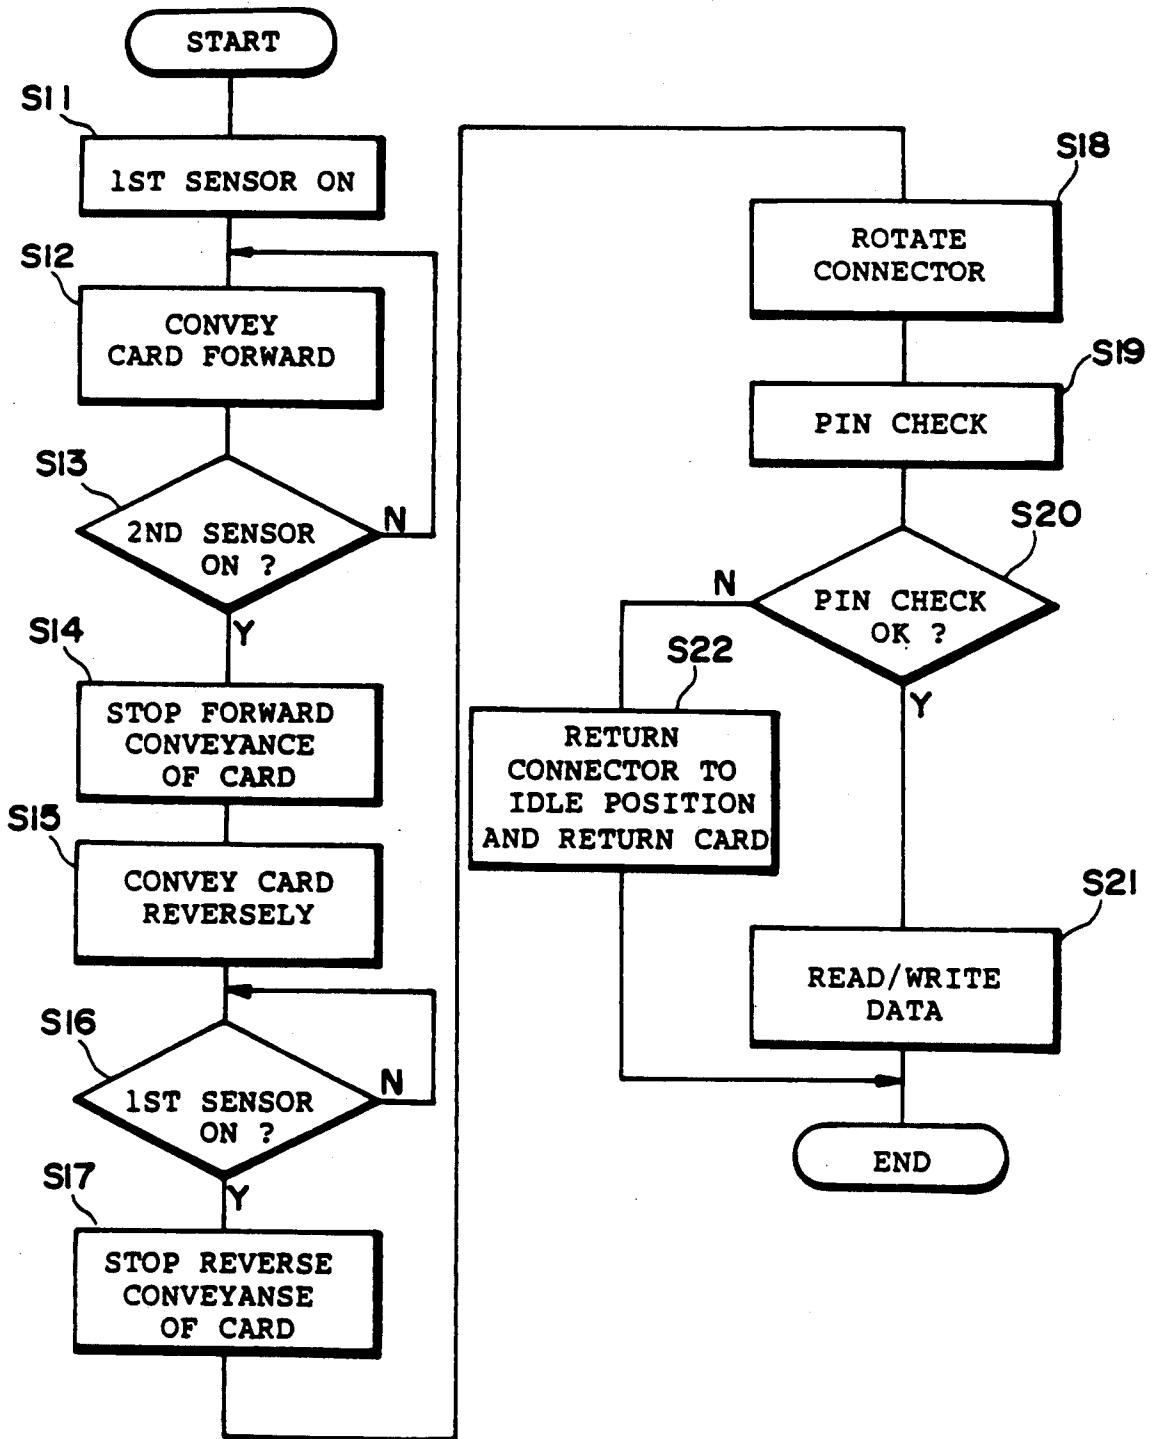 START
S11
1ST SENSOR ON
S12
CONVEY
CARD FORWARD
S13
2ND SENSOR
ON ?
N
Y
S14
STOP FORWARD
CONVEYANCE
OF CARD
S15
CONVEY CARD
REVERSELY
S16
1ST SENSOR
ON ?
N
Y
S17
STOP REVERSE
CONVEYANSE
OF CARD
S18
ROTATE
CONNECTOR
S19
PIN CHECK
S20
PIN CHECK
OK ?
N
Y
S22
RETURN
CONNECTOR TO
IDLE POSITION
AND RETURN CARD
S21
READ/WRITE
DATA
END